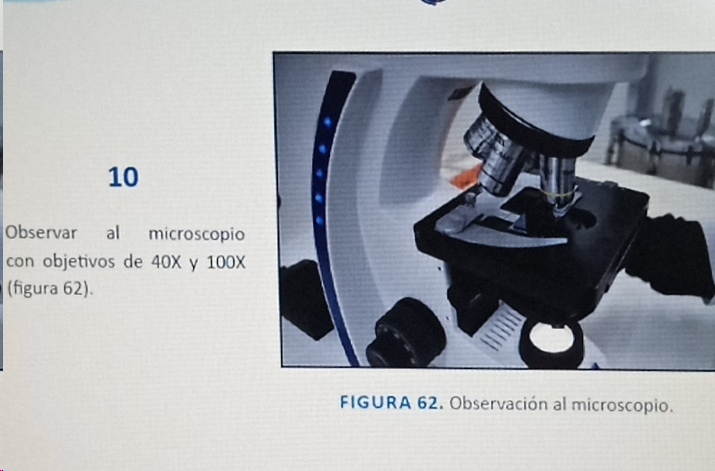 10
Observar al microscopio
con objetivos de 40X y 100X
(figura 62).
FIGURA 62. Observación al microscopio.